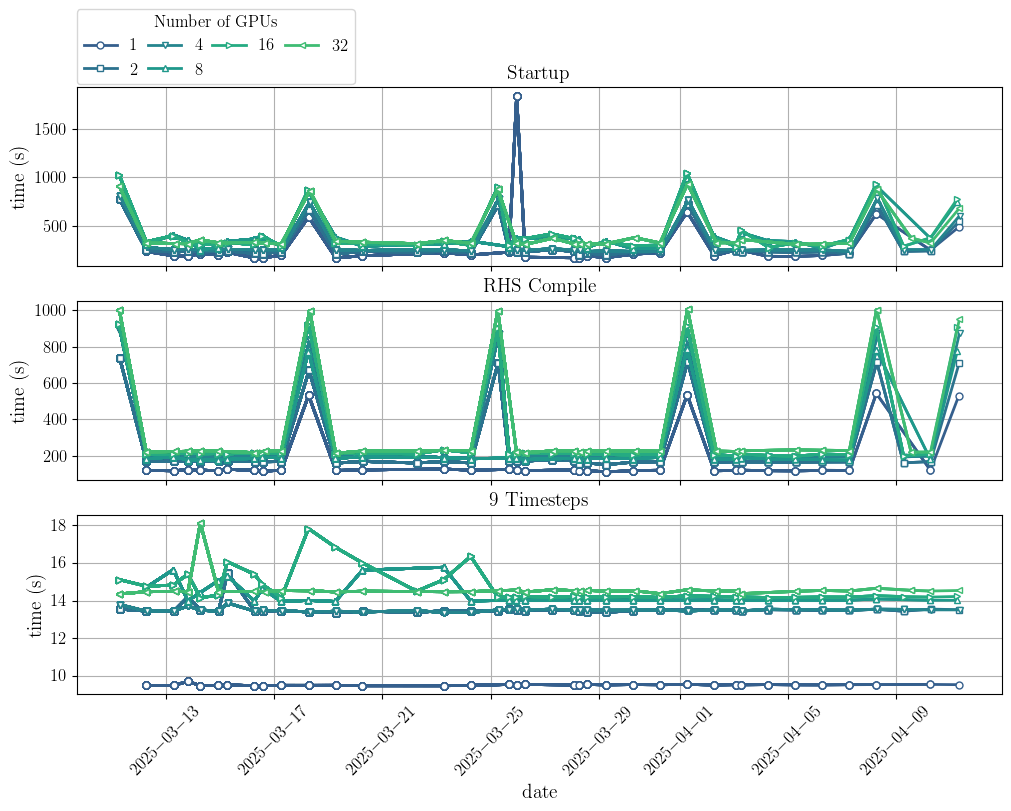 Number of GPUs
1 4 16 32
2 8
Startup
time (s)
1500
1000
500
RHS Compile
time (s)
1000
800
600
400
200
9 Timesteps
time (s)
18
16
14
12
10
2025−03−13 2025−03−17 2025−03−21 2025−03−25 2025−03−29 2025−04−01 2025−04−05 2025−04−09
date